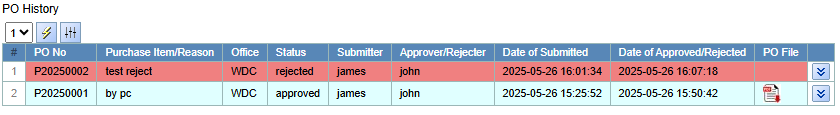 PO History
1
# PO No Purchase Item/Reason Office Status Submitter Approver/Rejecter Date of Submitted Date of Approved/Rejected PO File
1 P20250002 test reject WDC rejected james john 2025-05-26 16:01:34 2025-05-26 16:07:18
2 P20250001 by pc WDC approved james john 2025-05-26 15:25:52 2025-05-26 15:50:42